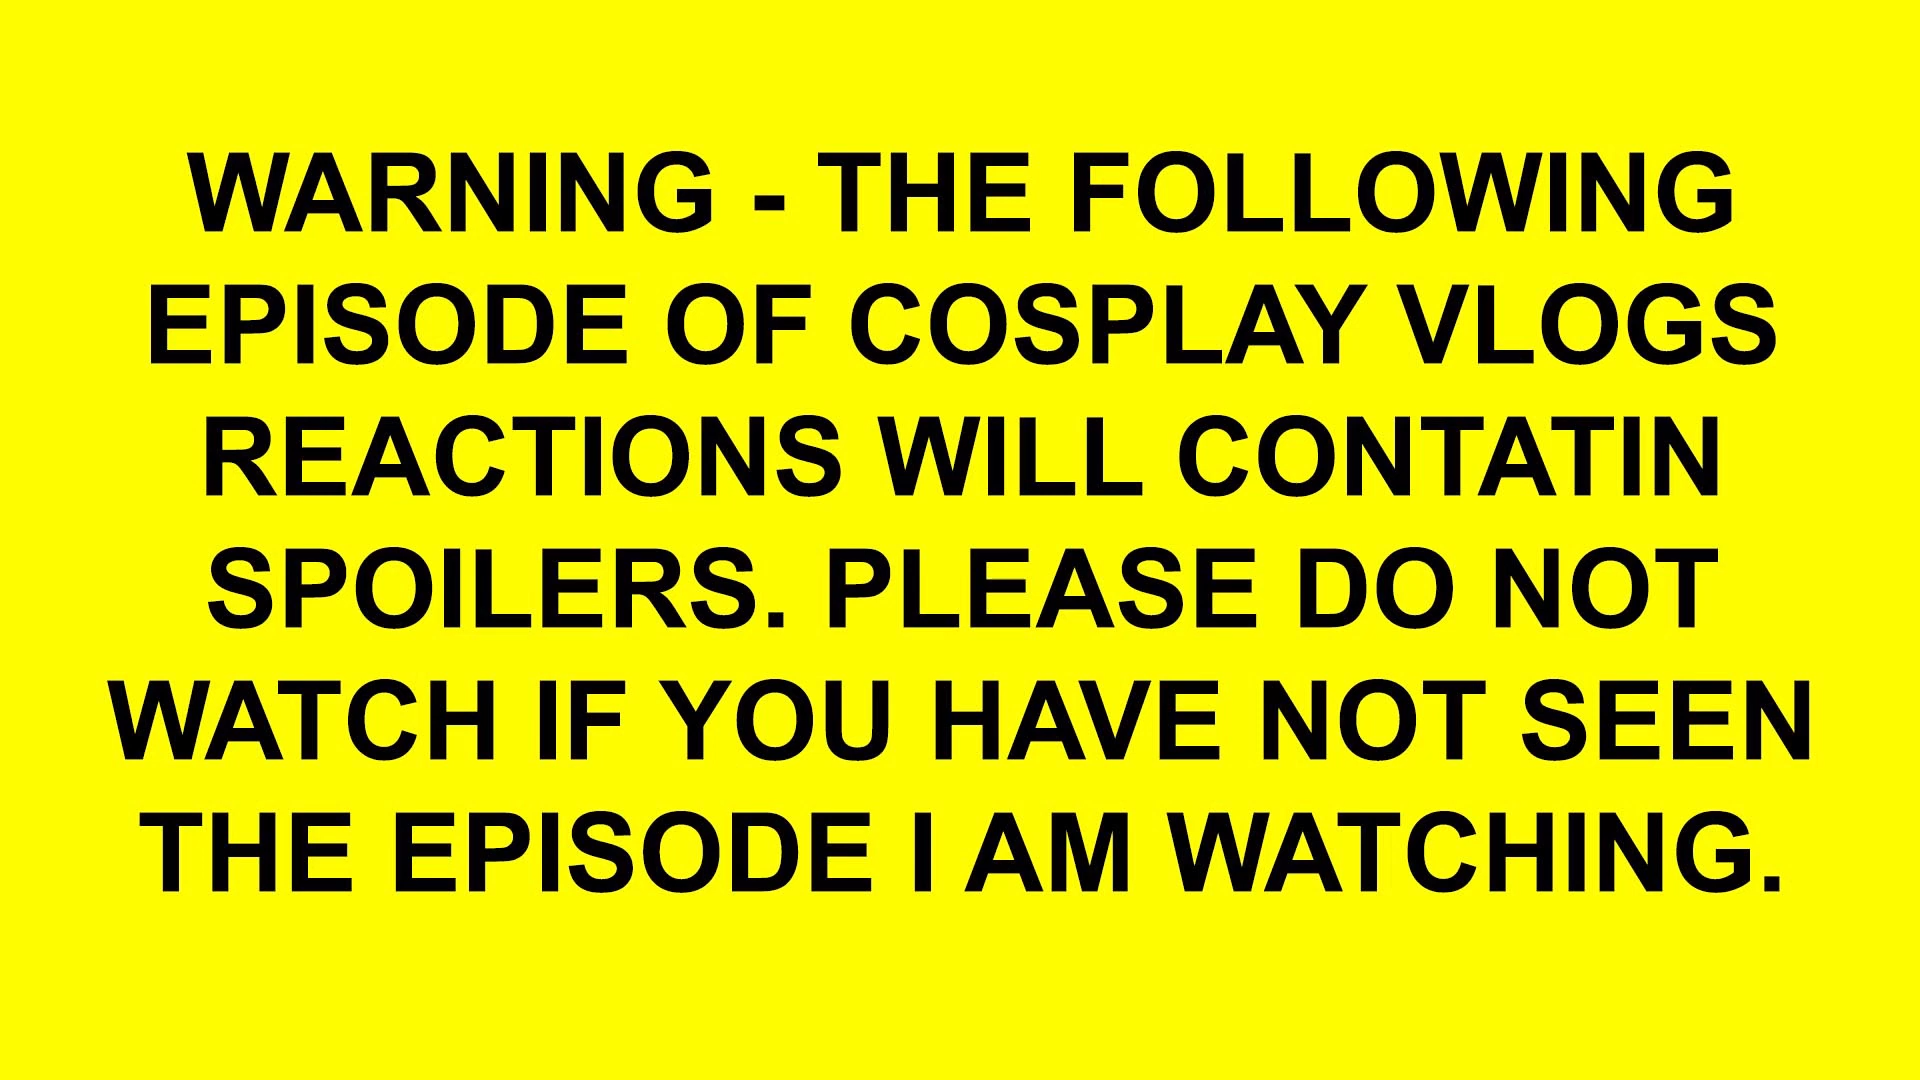 WARNING - THE FOLLOWING
EPISODE OF COSPLAY VLOGS
REACTIONS WILL CONTATIN
SPOILERS. PLEASE DO NOT
WATCH IF YOU HAVE NOT SEEN
THE EPISODE I AM WATCHING.